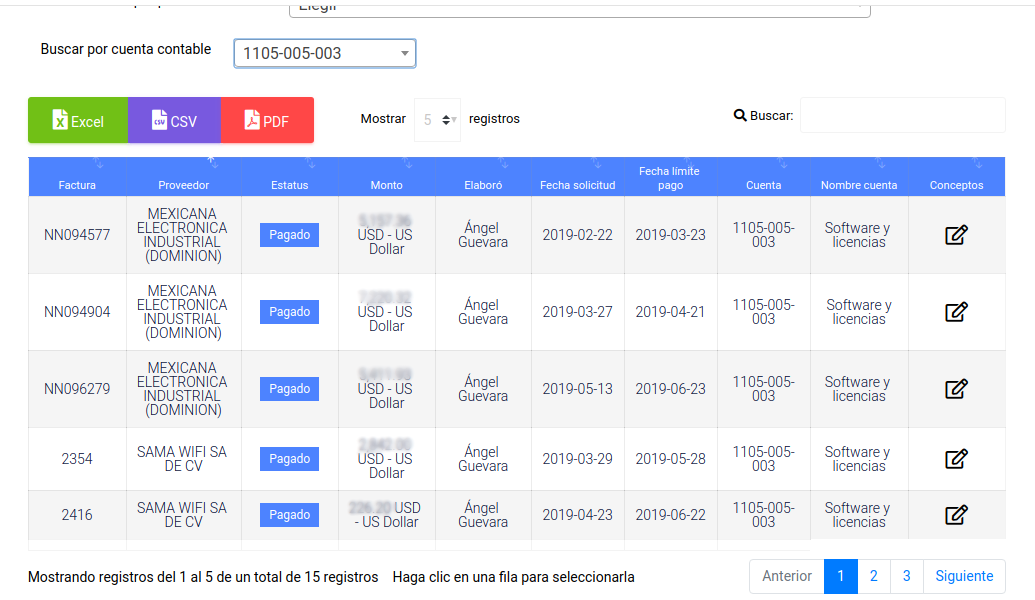 Elegir
Buscar por cuenta contable
1105-005-003
Excel
CSV
PDF
Mostrar 5 registros
Buscar:
Factura
Proveedor
Estatus
Monto
Elaboró
Fecha solicitud
Fecha límite
pago
Cuenta
Nombre cuenta
Conceptos
NN094577
MEXICANA
ELECTRONICA
INDUSTRIAL
(DOMINION)
Pagado
USD - US
Dollar
Ángel
Guevara
2019-02-22
2019-03-23
1105-005-
003
Software y
licencias
NN094904
MEXICANA
ELECTRONICA
INDUSTRIAL
(DOMINION)
Pagado
USD - US
Dollar
Ángel
Guevara
2019-03-27
2019-04-21
1105-005-
003
Software y
licencias
NN096279
MEXICANA
ELECTRONICA
INDUSTRIAL
(DOMINION)
Pagado
USD - US
Dollar
Ángel
Guevara
2019-05-13
2019-06-23
1105-005-
003
Software y
licencias
2354
SAMA WIFI SA
DE CV
Pagado
USD - US
Dollar
Ángel
Guevara
2019-03-29
2019-05-28
1105-005-
003
Software y
licencias
2416
SAMA WIFI SA
DE CV
Pagado
USD
- US Dollar
Ángel
Guevara
2019-04-23
2019-06-22
1105-005-
003
Software y
licencias
Mostrando registros del 1 al 5 de un total de 15 registros Haga clic en una fila para seleccionarla
Anterior 1 2 3 Siguiente